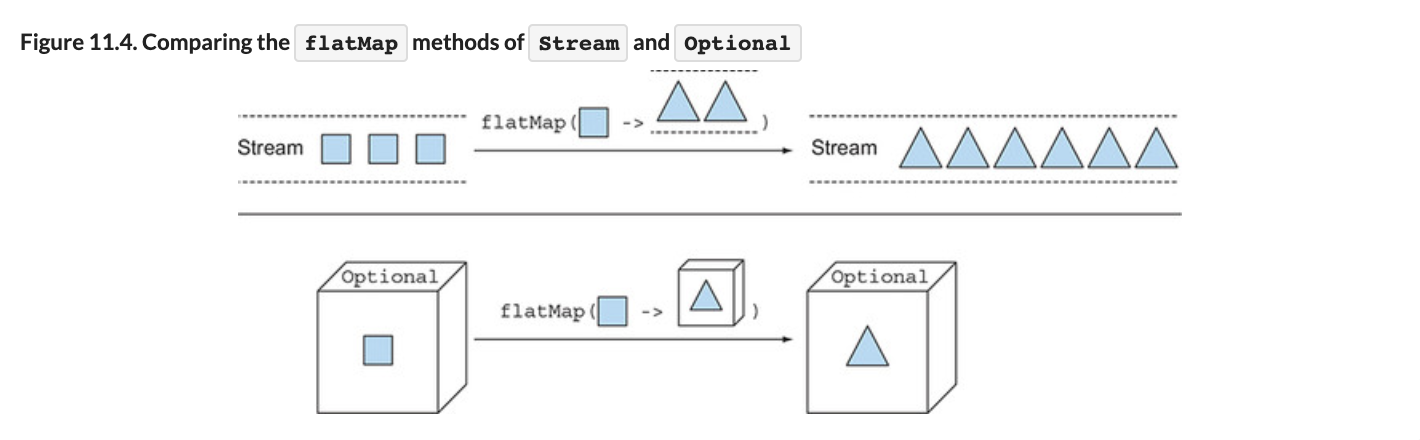 Figure 11.4. Comparing the flatMap methods of Stream and Optional
flatMap( -> )
Stream
Stream
Optional
flatMap( -> )
Optional